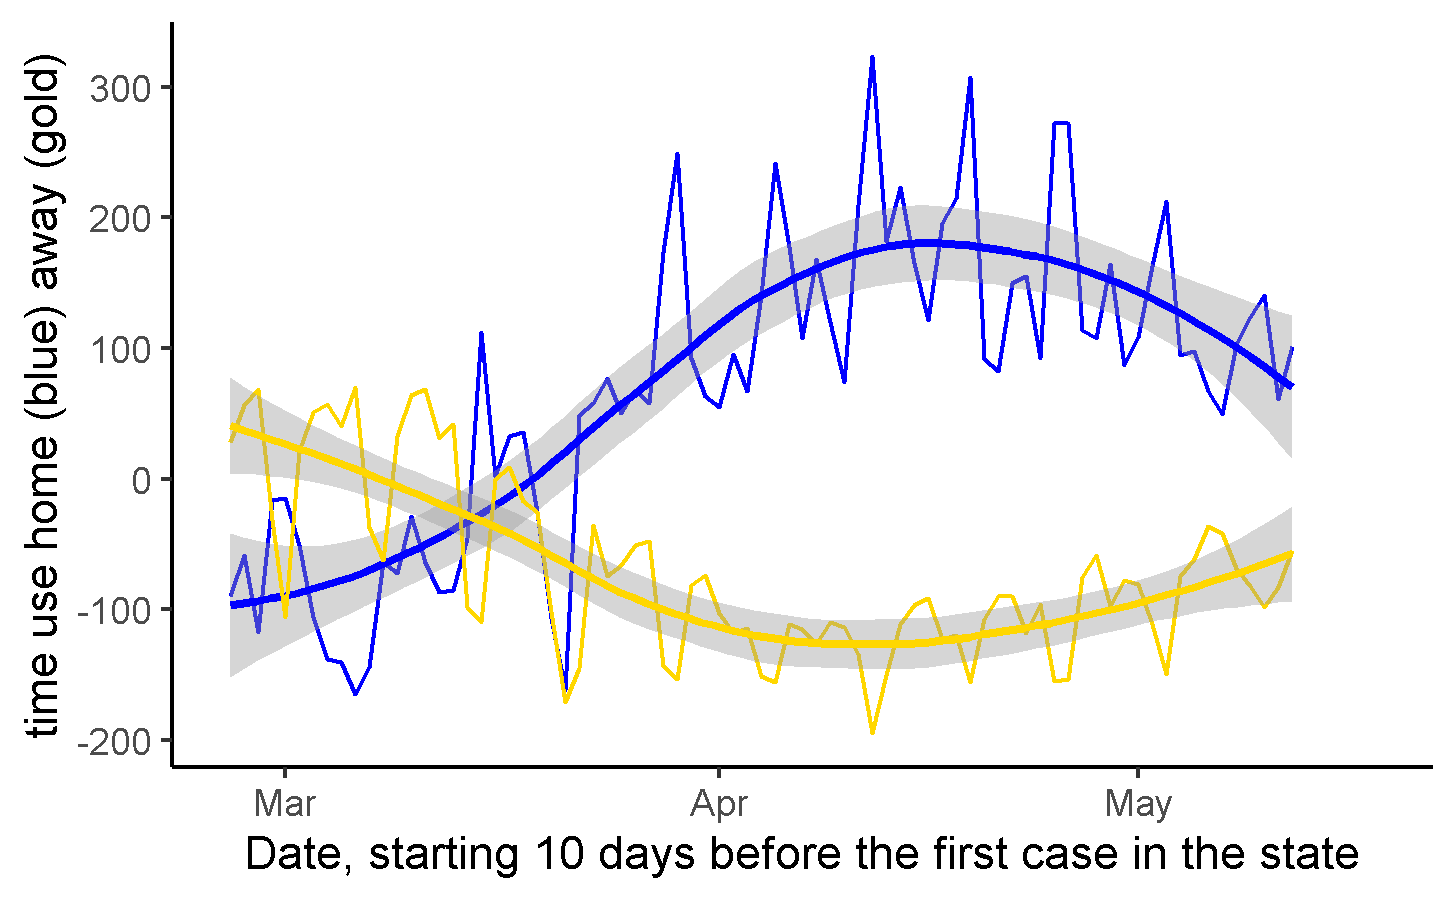 time use home (blue) away (gold)
300
200
100
0
-100
-200
Mar Apr May
Date, starting 10 days before the first case in the state